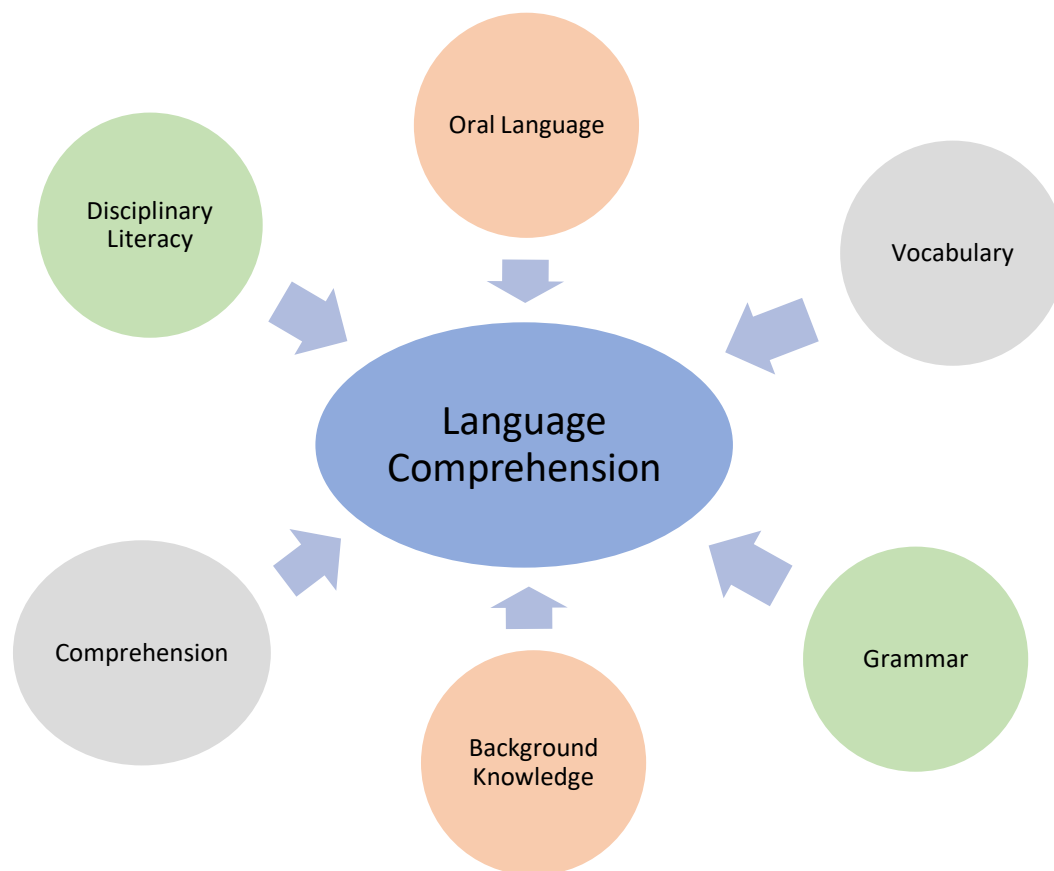 Oral Language
Disciplinary
Literacy
Vocabulary
Language
Comprehension
Comprehension
Grammar
Background
Knowledge